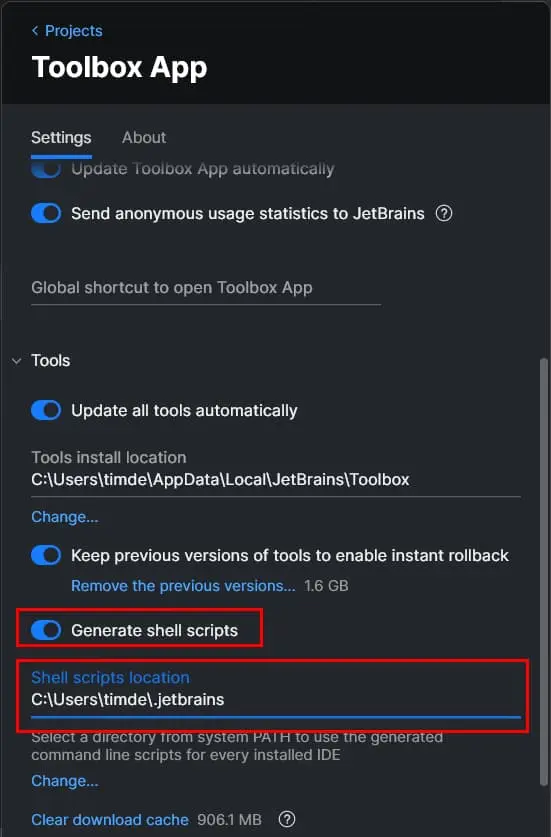 Projects
Toolbox App
Settings About
Update Toolbox App automatically
Send anonymous usage statistics to JetBrains ?
Global shortcut to open Toolbox App
Tools
Update all tools automatically
Tools install location
C:\Users\timde\AppData\Local\JetBrains\Toolbox
Change...
Keep previous versions of tools to enable instant rollback
Remove the previous versions... 1.6 GB
Generate shell scripts
Shell scripts location
C:\Users\timde\.jetbrains
Select a directory from system PATH to use the generated
command line scripts for every installed IDE
Change...
Clear download cache 906.1 MB ?